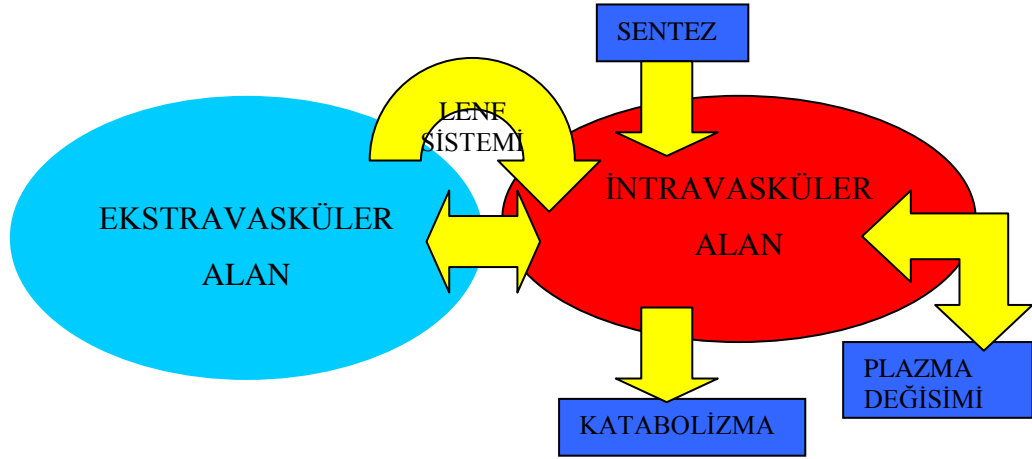 SENTEZ
LENF
SİSTEMİ
EKSTRAVASKÜLER
ALAN
İNTRAVASKÜLER
ALAN
PLAZMA
DEĞİSİMİ
KATABOLİZMA